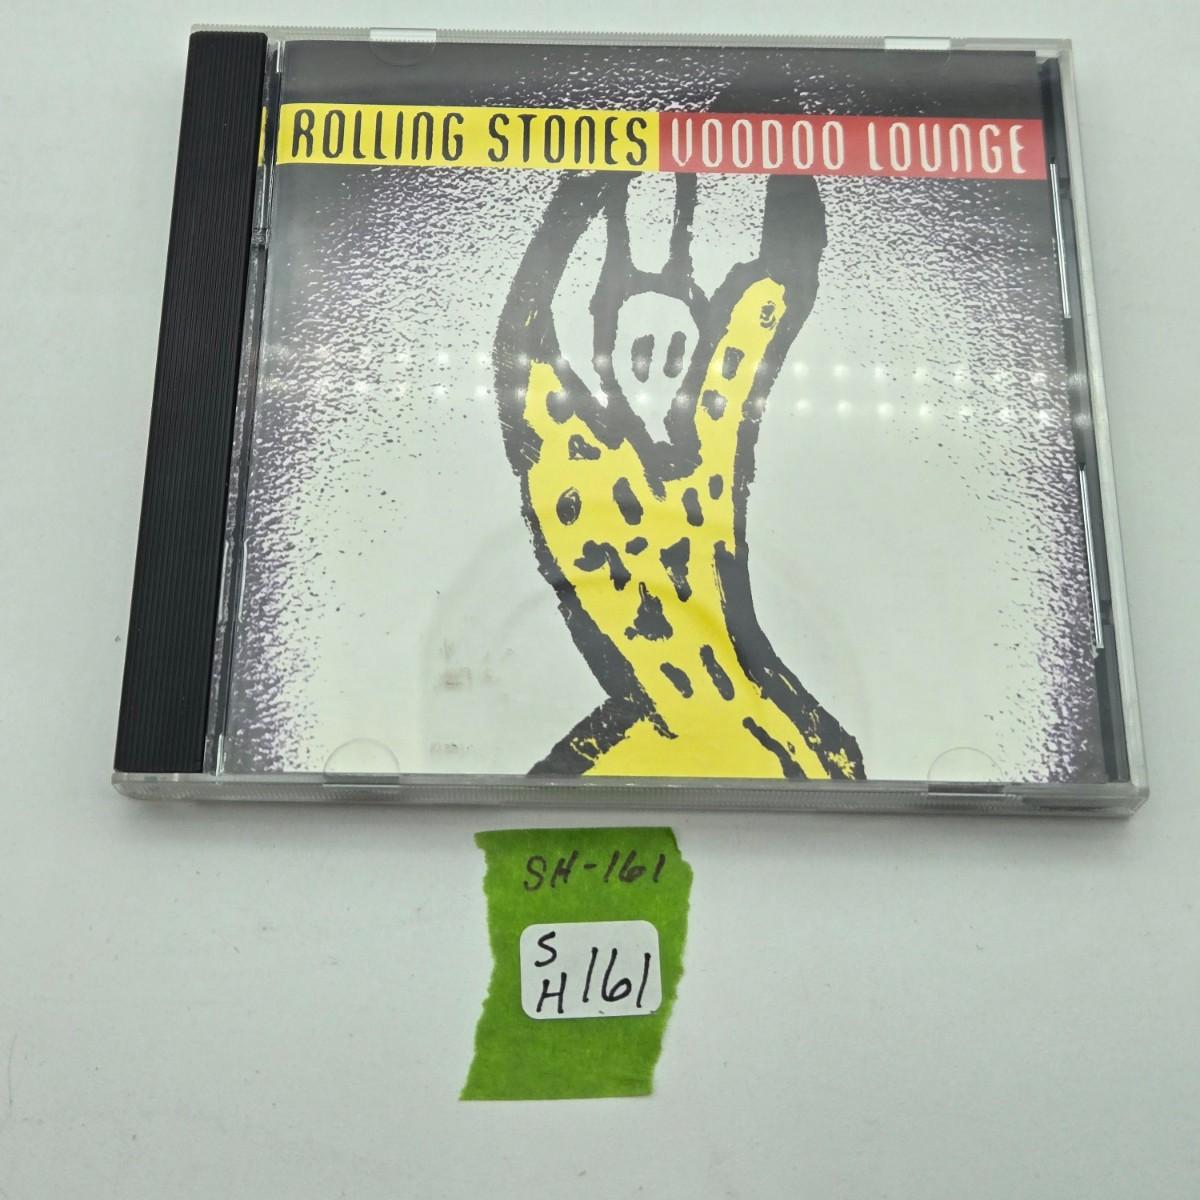 ROLLING STONES VOODOO LOUNGE
SH-161
S
H 161